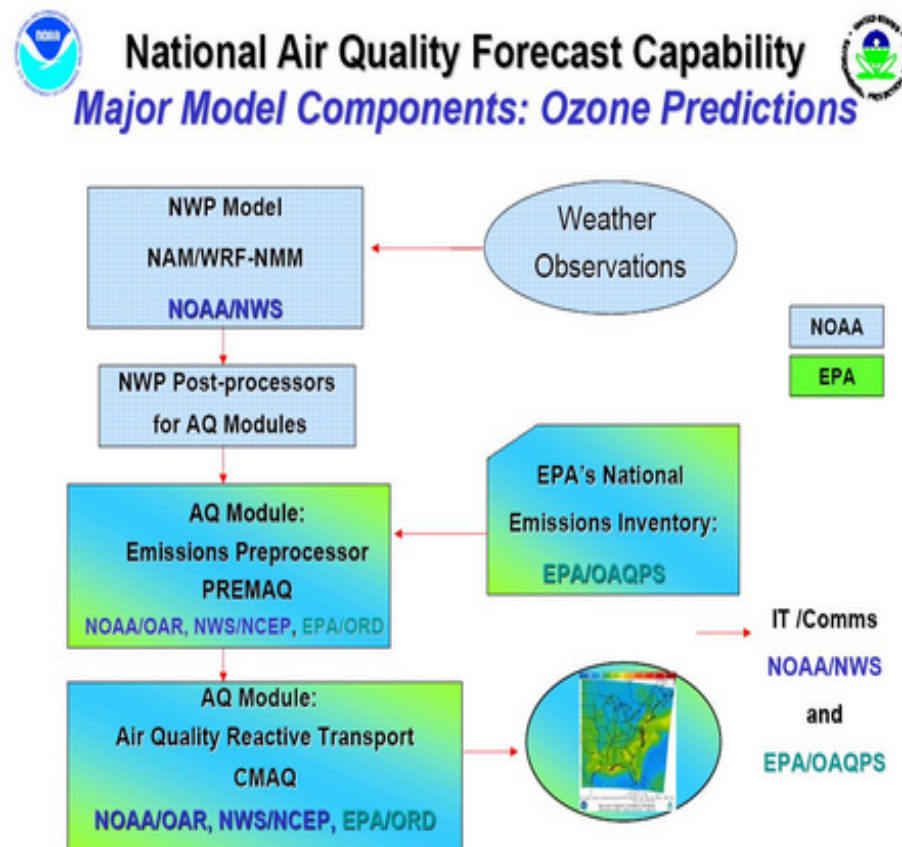 NOAA
National Air Quality Forecast Capability
Major Model Components: Ozone Predictions
NWP Model
NAM/WRF-NMM
NOAA/NWS
Weather
Observations
NOAA
EPA
NWP Post-processors
for AQ Modules
EPA's National
Emissions Inventory:
EPA/OAQPS
AQ Module:
Emissions Preprocessor
PREMAQ
NOAA/OAR, NWS/NCEP, EPA/ORD
IT /Comms
NOAA/NWS
and
EPA/OAQPS
AQ Module:
Air Quality Reactive Transport
CMAQ
NOAA/OAR, NWS/NCEP, EPA/ORD